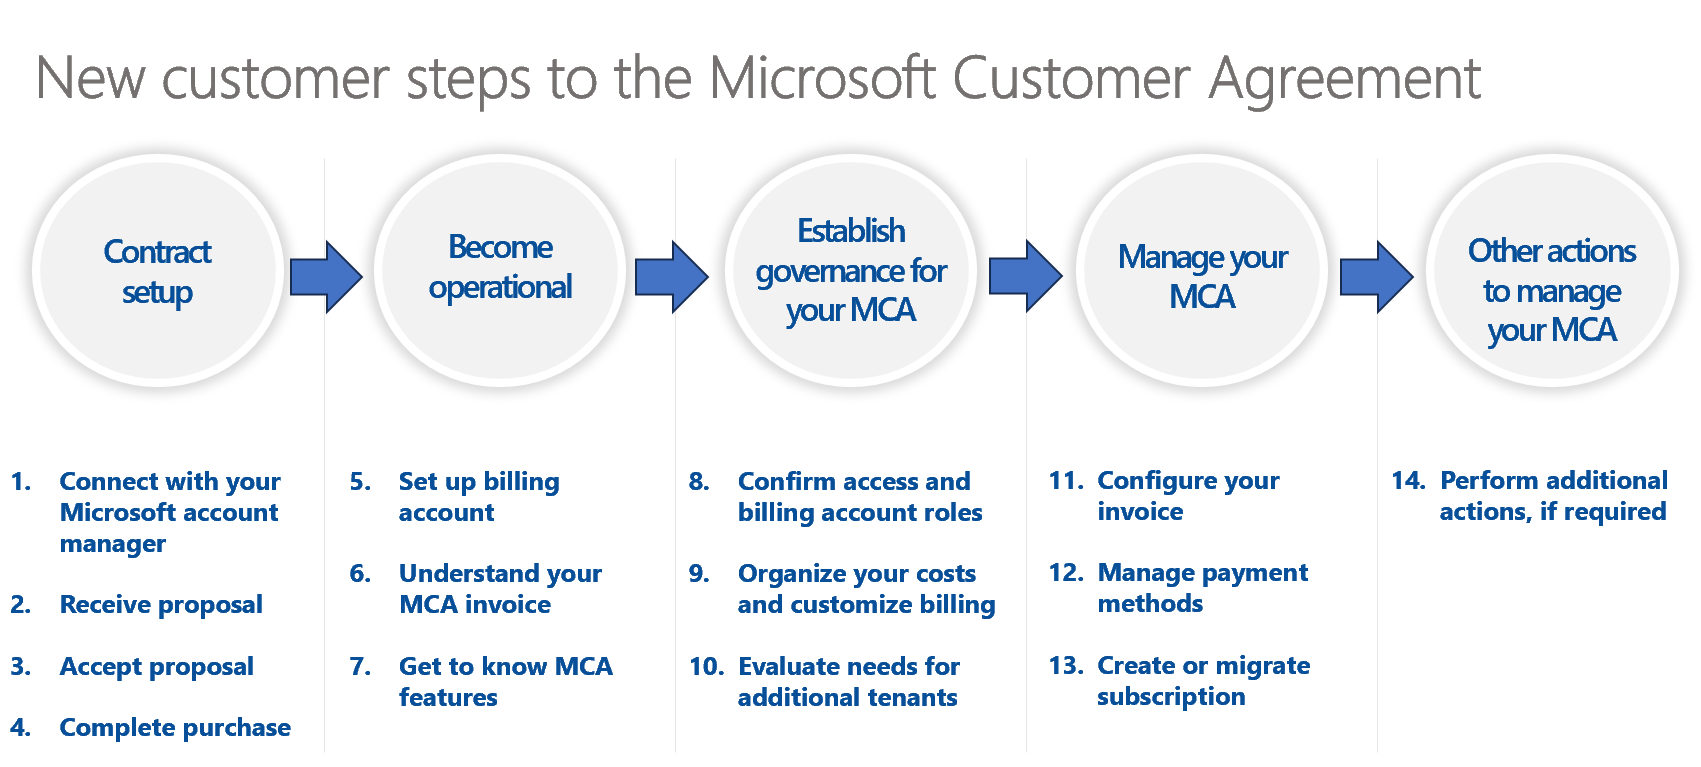 New customer steps to the Microsoft Customer Agreement
Contract
setup
Become
operational
Establish
governance for
your MCA
Manage your
MCA
Other actions
to manage
your MCA
1. Connect with your
Microsoft account
manager
2. Receive proposal
3. Accept proposal
4. Complete purchase
5. Set up billing
account
6. Understand your
MCA invoice
7. Get to know MCA
features
8. Confirm access and
billing account roles
9. Organize your costs
and customize billing
10. Evaluate needs for
additional tenants
11. Configure your
invoice
12. Manage payment
methods
13. Create or migrate
subscription
14. Perform additional
actions, if required